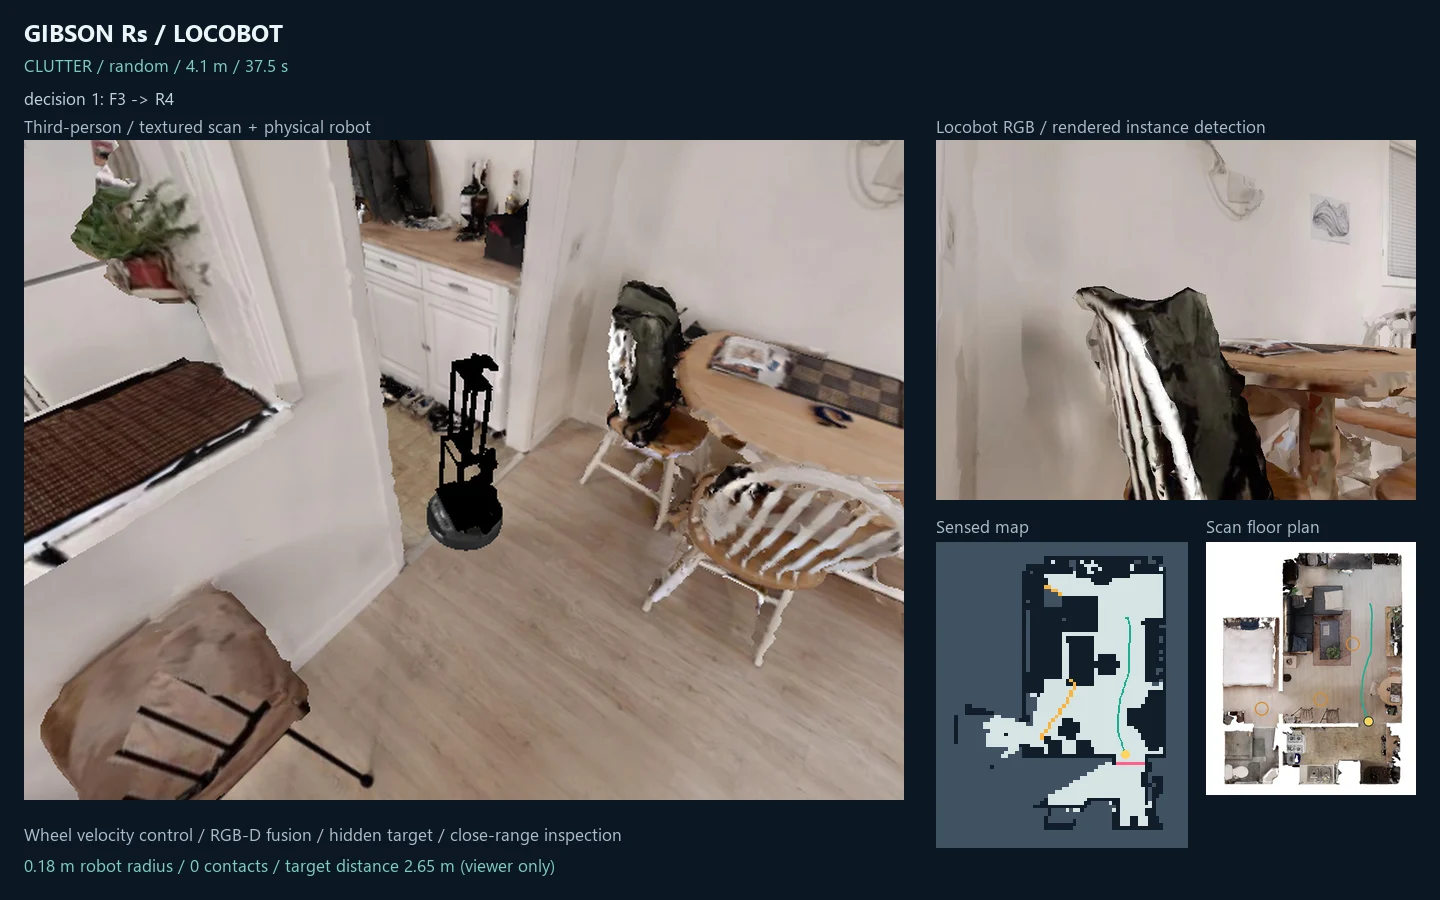 GIBSON Rs / LOCOBOT
CLUTTER / random / 4.1 m / 37.5 s
decision 1: F3 -> R4
Third-person / textured scan + physical robot
Locobot RGB / rendered instance detection
Sensed map
Scan floor plan
Wheel velocity control / RGB-D fusion / hidden target / close-range inspection
0.18 m robot radius / 0 contacts / target distance 2.65 m (viewer only)